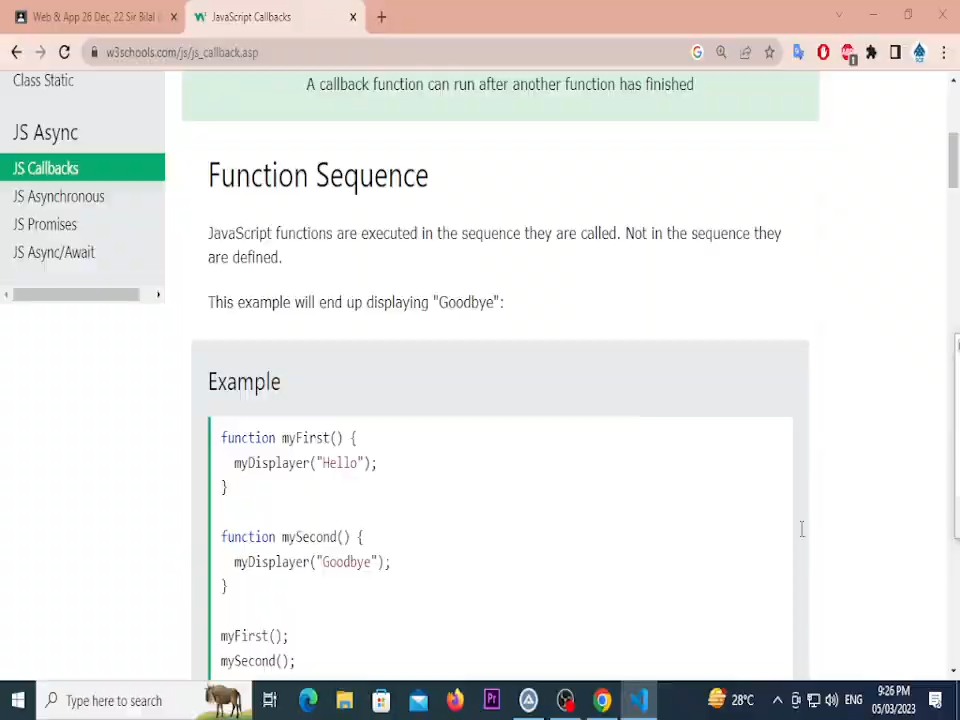 Web & App 26 Dec, 22 Sir Bilal
JavaScript Callbacks
w3schools.com/js/js_callback.asp
Class Static
A callback function can run after another function has finished
JS Async
JS Callbacks
JS Asynchronous
JS Promises
JS Async/Await
Function Sequence
JavaScript functions are executed in the sequence they are called. Not in the sequence they
are defined.
This example will end up displaying "Goodbye":
Example
function myFirst() {
myDisplayer("Hello");
}
function mySecond() {
myDisplayer("Goodbye");
}
myFirst();
mySecond();
Type here to search
Pr
28°C
ENG
9:26 PM
05/03/2023